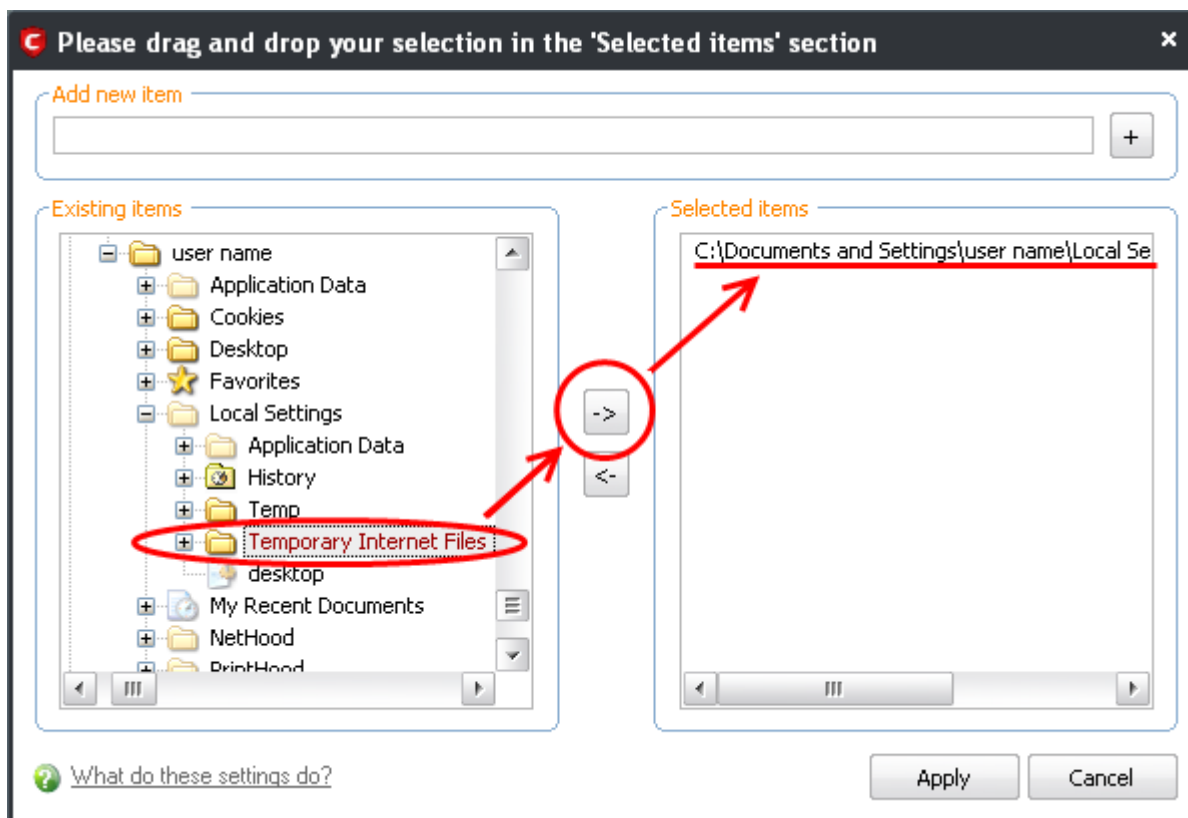 Please drag and drop your selection in the 'Selected items' section
Add new item
+
Existing items
user name
Application Data
Cookies
Desktop
Favorites
Local Settings
Application Data
History
Temp
Temporary Internet Files
desktop
My Recent Documents
NetHood
PrintHood
->
<-
Selected items
C:\Documents and Settings\user name\Local Se
What do these settings do?
Apply
Cancel